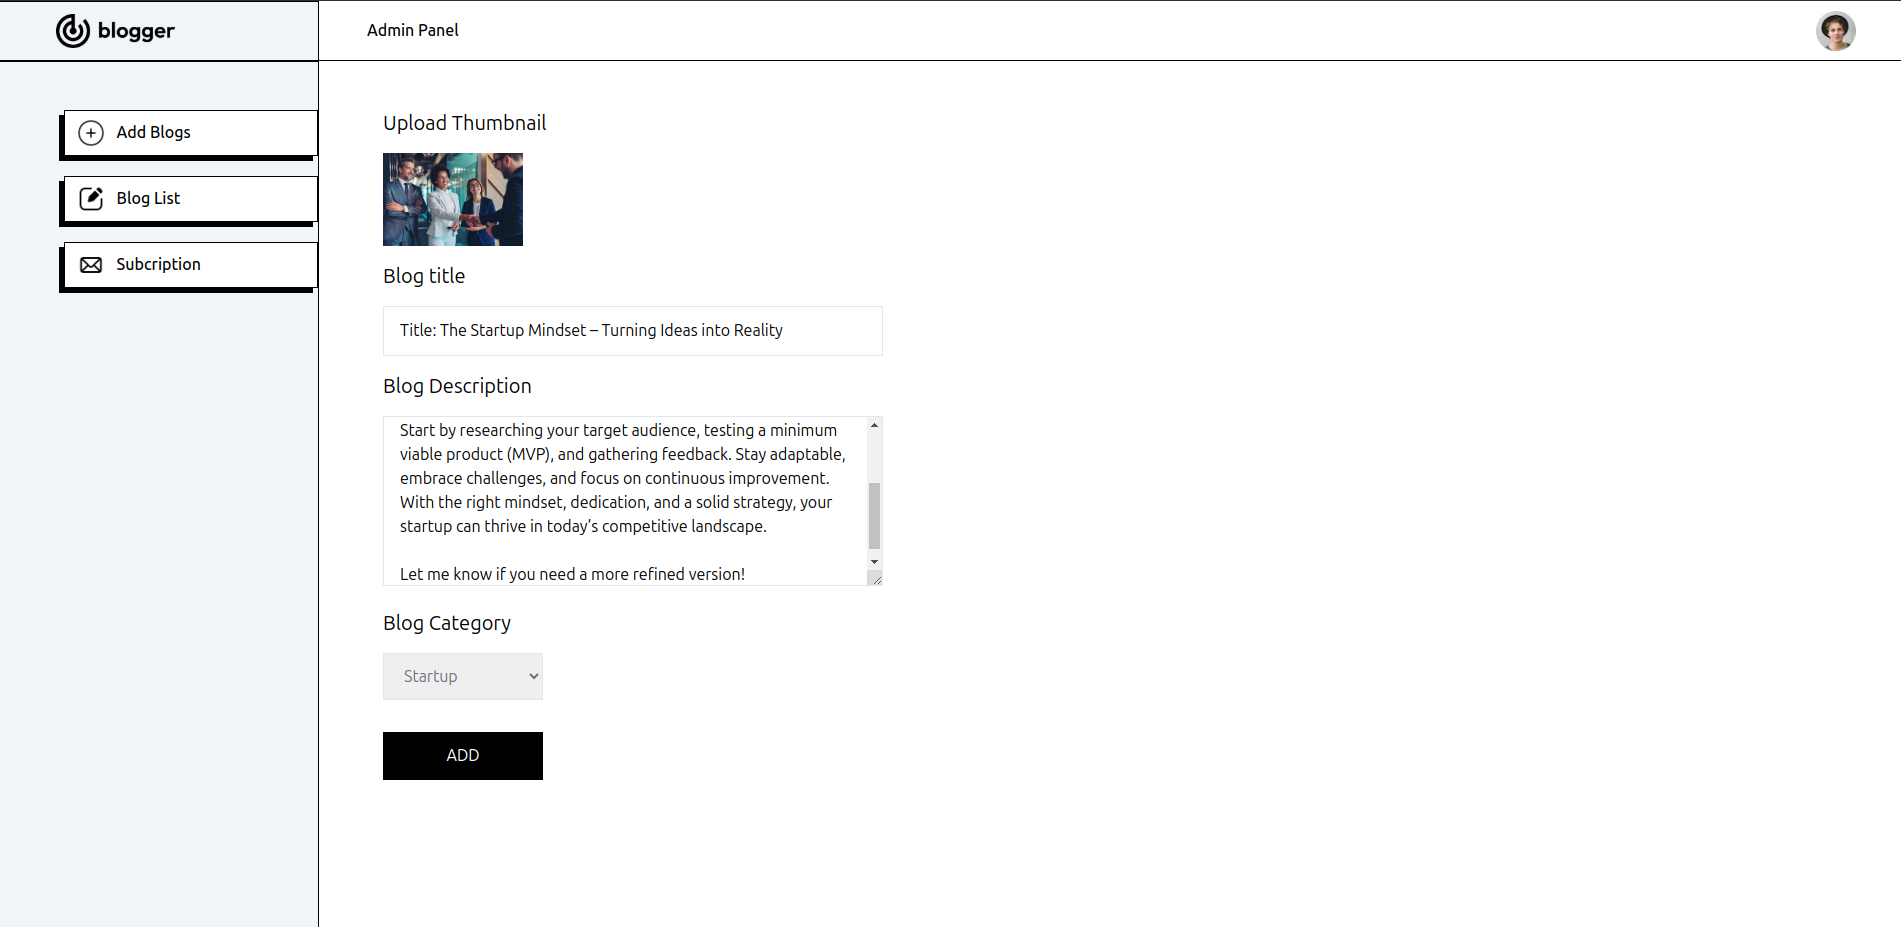 blogger
Admin Panel
Add Blogs
Blog List
Subcription
Upload Thumbnail
Blog title
Title: The Startup Mindset – Turning Ideas into Reality
Blog Description
Start by researching your target audience, testing a minimum
viable product (MVP), and gathering feedback. Stay adaptable,
embrace challenges, and focus on continuous improvement.
With the right mindset, dedication, and a solid strategy, your
startup can thrive in today’s competitive landscape.
Let me know if you need a more refined version!
Blog Category
Startup
ADD